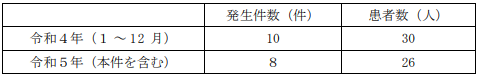 発生件数（件） 患者数（人）
令和４年（１ ～12 月） 10 30
令和５年（本件を含む） ８ 26